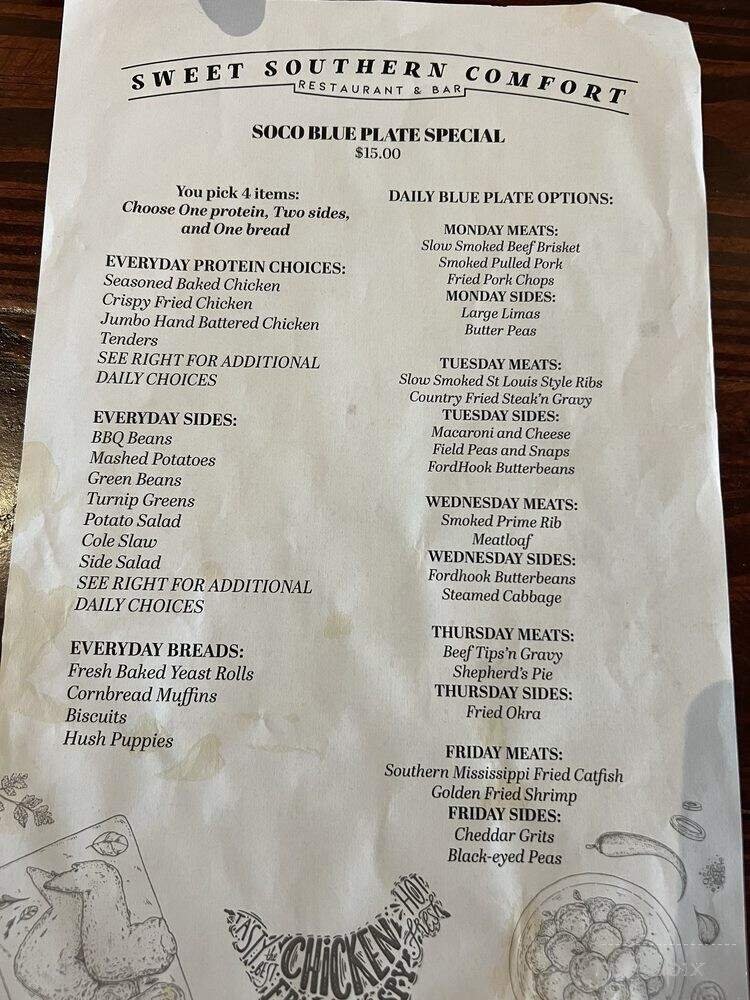 SWEET SOUTHERN COMFORT
RESTAURANT & BAR
SOCO BLUE PLATE SPECIAL
$15.00
You pick 4 items:
Choose One protein, Two sides,
and One bread
EVERYDAY PROTEIN CHOICES:
Seasoned Baked Chicken
Crispy Fried Chicken
Jumbo Hand Battered Chicken
Tenders
SEE RIGHT FOR ADDITIONAL
DAILY CHOICES
EVERYDAY SIDES:
BBQ Beans
Mashed Potatoes
Green Beans
Turnip Greens
Potato Salad
Cole Slaw
Side Salad
SEE RIGHT FOR ADDITIONAL
DAILY CHOICES
EVERYDAY BREADS:
Fresh Baked Yeast Rolls
Cornbread Muffins
Biscuits
Hush Puppies
DAILY BLUE PLATE OPTIONS:
MONDAY MEATS:
Slow Smoked Beef Brisket
Smoked Pulled Pork
Fried Pork Chops
MONDAY SIDES:
Large Limas
Butter Peas
TUESDAY MEATS:
Slow Smoked St Louis Style Ribs
Country Fried Steak'n Gravy
TUESDAY SIDES:
Macaroni and Cheese
Field Peas and Snaps
FordHook Butterbeans
WEDNESDAY MEATS:
Smoked Prime Rib
Meatloaf
WEDNESDAY SIDES:
Fordhook Butterbeans
Steamed Cabbage
THURSDAY MEATS:
Beef Tips'n Gravy
Shepherd's Pie
THURSDAY SIDES:
Fried Okra
FRIDAY MEATS:
Southern Mississippi Fried Catfish
Golden Fried Shrimp
FRIDAY SIDES:
Cheddar Grits
Black-eyed Peas
TASTY
the
BEST
CHICKEN
HOT
Fresh